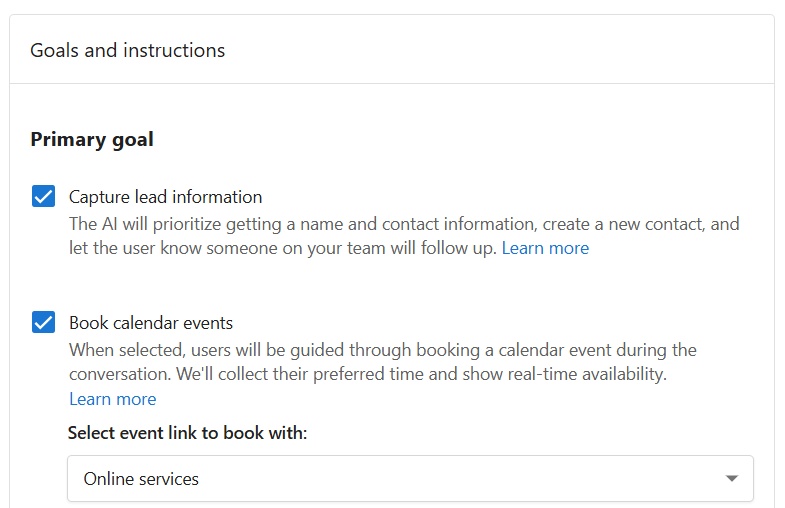 Goals and instructions
Primary goal
Capture lead information
The AI will prioritize getting a name and contact information, create a new contact, and
let the user know someone on your team will follow up. Learn more
Book calendar events
When selected, users will be guided through booking a calendar event during the
conversation. We'll collect their preferred time and show real-time availability.
Learn more
Select event link to book with:
Online services